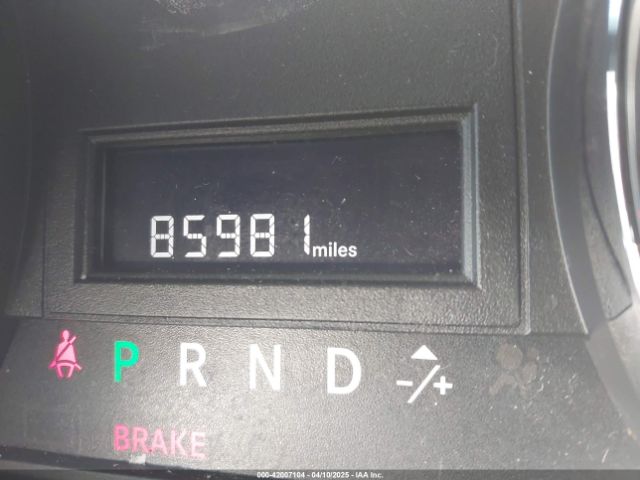 85981 miles
P R N D -/+
BRAKE
000-42007104 - 04/10/2025 - IAA Inc.